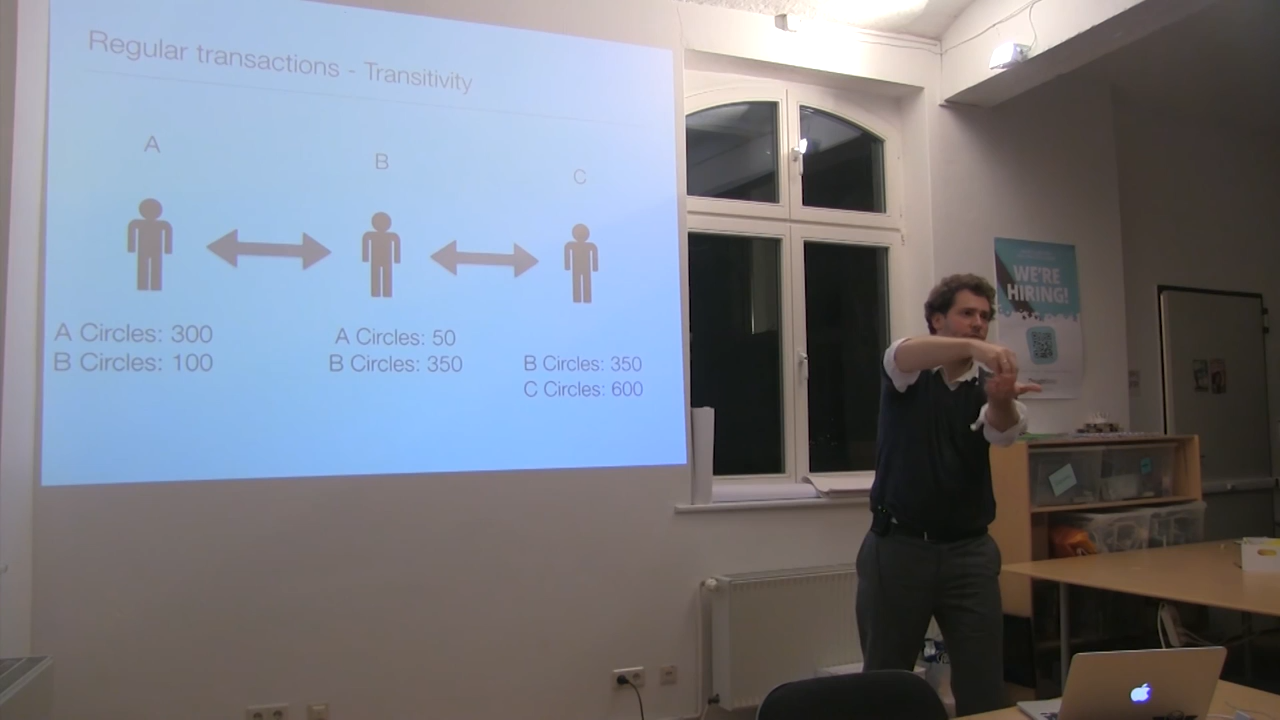 Regular transactions - Transitivity
A
B
C
A Circles: 300
B Circles: 100
A Circles: 50
B Circles: 350
B Circles: 350
C Circles: 600
WE'RE
HIRING!